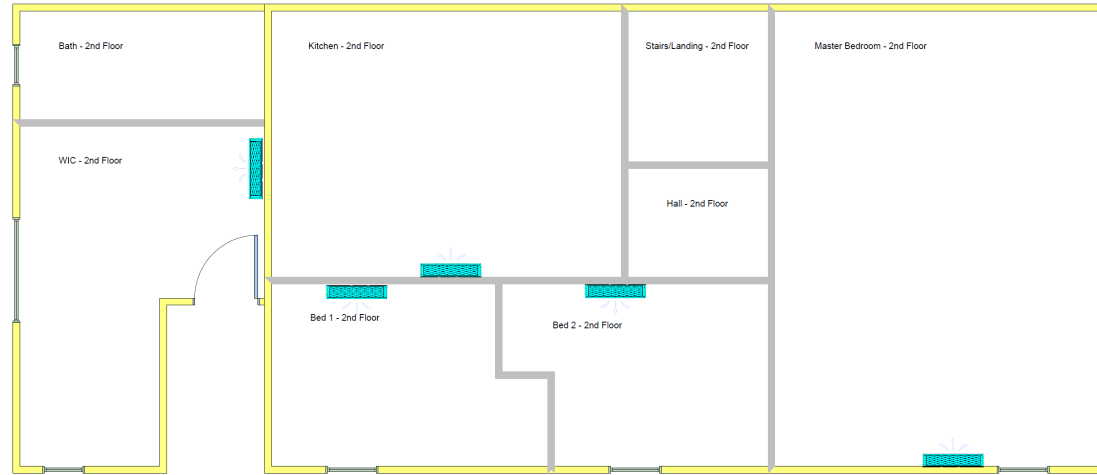 Bath - 2nd Floor
Kitchen - 2nd Floor
Stairs/Landing - 2nd Floor
Master Bedroom - 2nd Floor
WIC - 2nd Floor
Hall - 2nd Floor
Bed 1 - 2nd Floor
Bed 2 - 2nd Floor